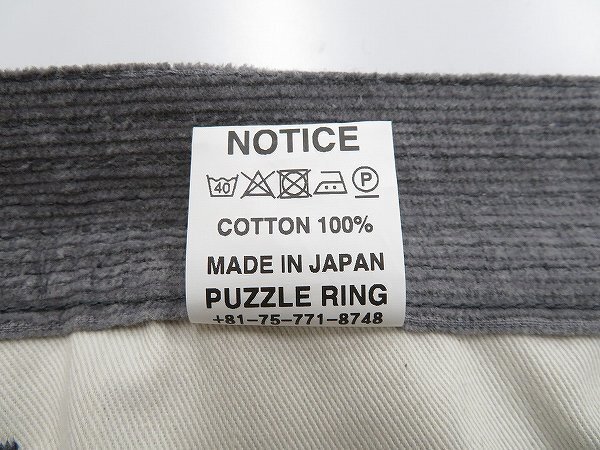 NOTICE
40 P
COTTON 100%
MADE IN JAPAN
PUZZLE RING
+81-75-771-8748